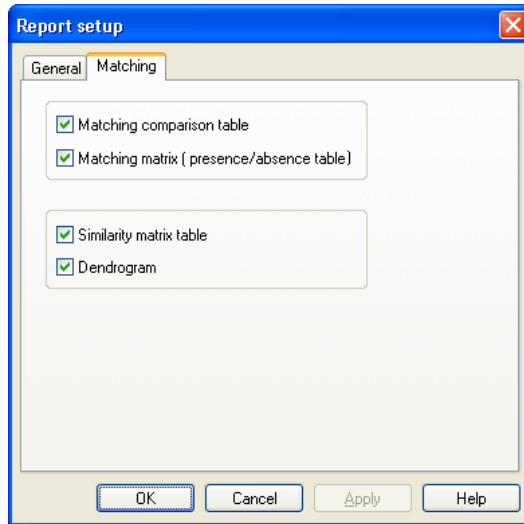 Report setup
General Matching
Matching comparison table
Matching matrix ( presence/absence table)
Similarity matrix table
Dendrogram
OK Cancel Apply Help